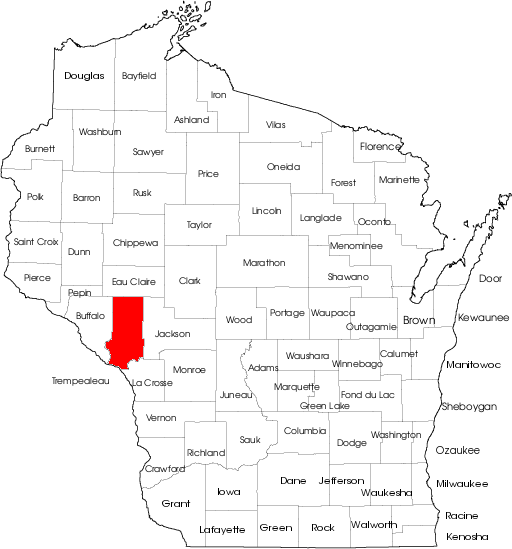 Douglas
Bayfield
Iron
Ashland
Vilas
Washburn
Burnett
Sawyer
Florence
Oneida
Price
Forest
Marinette
Polk
Barron
Rusk
Lincoln
Langlade
Oconto
Taylor
Saint Croix
Dunn
Chippewa
Menominee
Marathon
Shawano
Pierce
Eau Claire
Clark
Door
Pepin
Buffalo
Wood
Portage
Waupaca
Outagamie
Brown
Kewaunee
Jackson
Waushara
Calumet
Winnebago
Manitowoc
Trempealeau
La Crosse
Monroe
Adams
Juneau
Marquette
Green Lake
Fond du Lac
Sheboygan
Vernon
Sauk
Columbia
Dodge
Washington
Richland
Ozaukee
Crawford
Grant
Iowa
Dane
Jefferson
Waukesha
Milwaukee
Lafayette
Green
Rock
Walworth
Racine
Kenosha